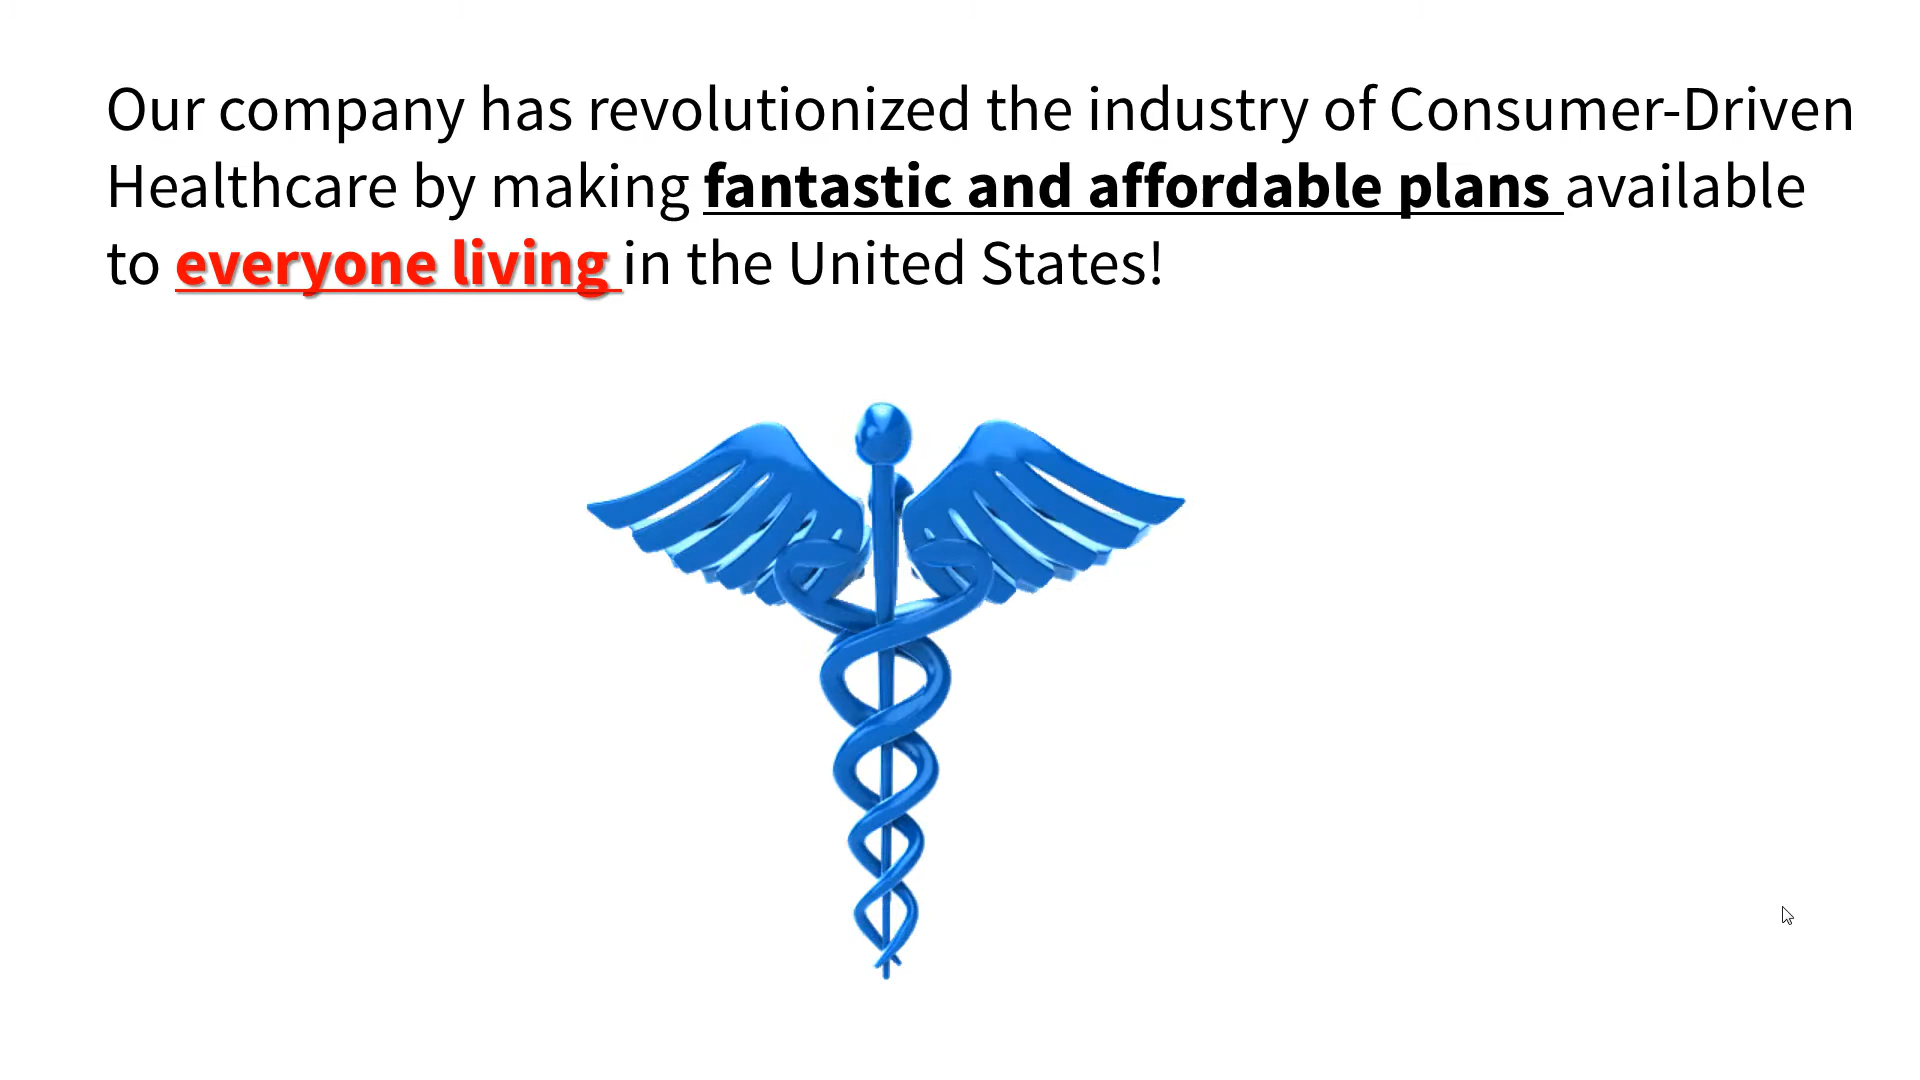 Our company has revolutionized the industry of Consumer-Driven
Healthcare by making fantastic and affordable plans available
to everyone living in the United States!